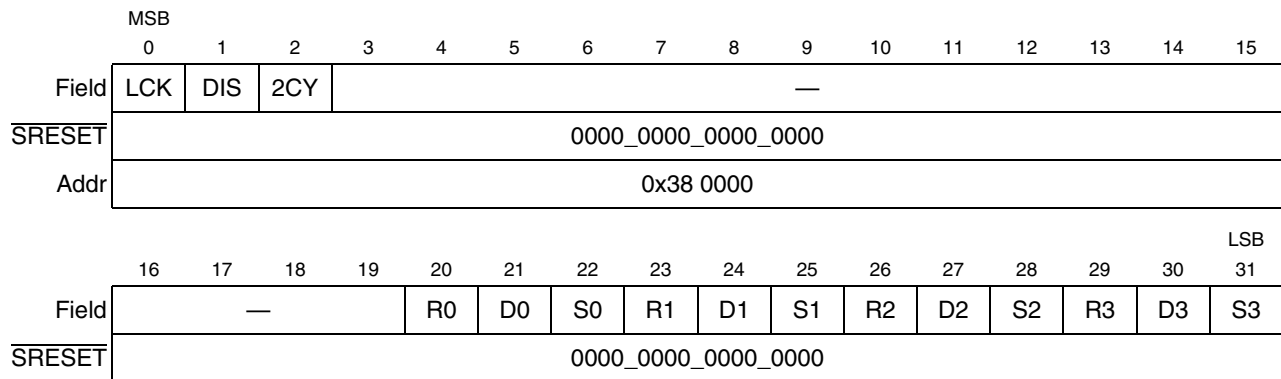 MSB
0 1 2 3 4 5 6 7 8 9 10 11 12 13 14 15
Field LCK DIS 2CY —
SRESET 0000_0000_0000_0000
Addr 0x38 0000
LSB
16 17 18 19 20 21 22 23 24 25 26 27 28 29 30 31
Field — R0 D0 S0 R1 D1 S1 R2 D2 S2 R3 D3 S3
SRESET 0000_0000_0000_0000